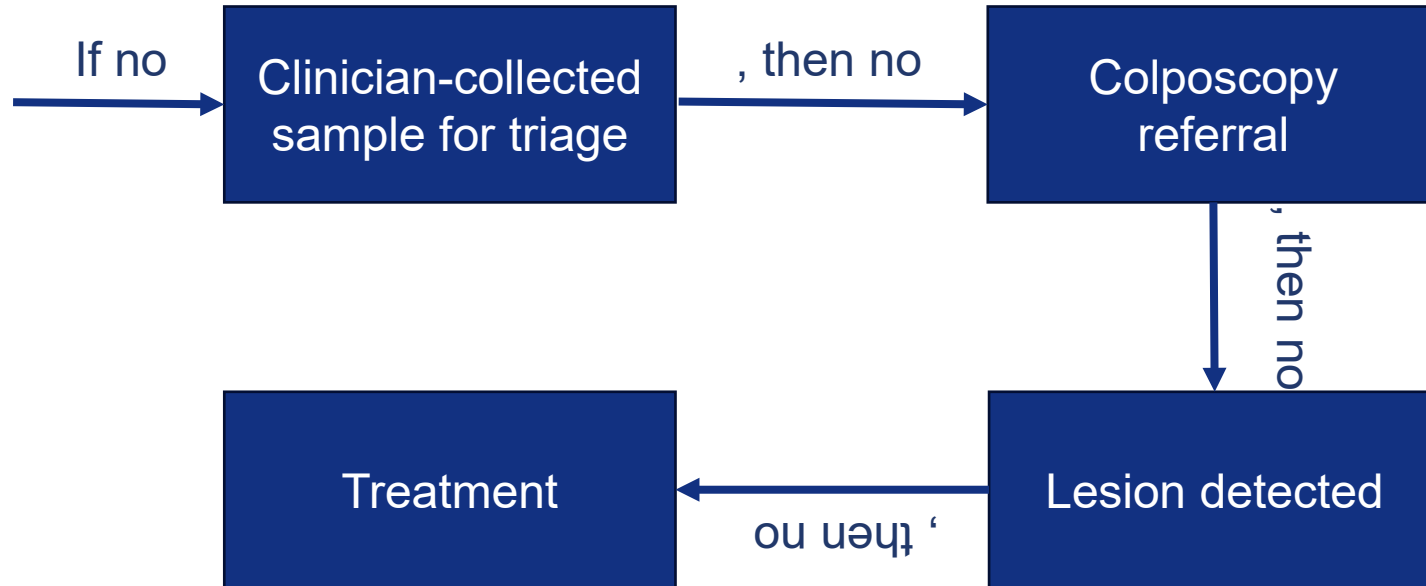 If no
Clinician-collected
sample for triage
, then no
Colposcopy
referral
, then no
Lesion detected
, then no
Treatment